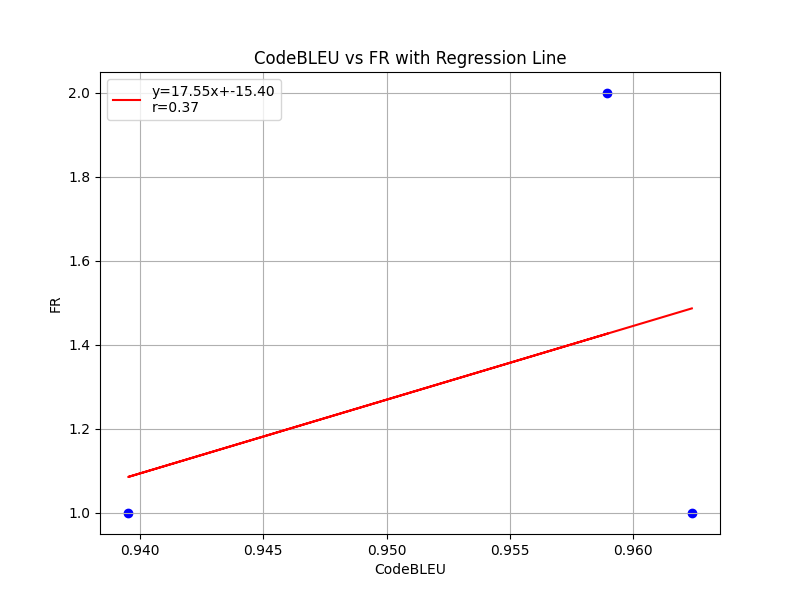 CodeBLEU vs FR with Regression Line
y=17.55x+-15.40
r=0.37
2.0
1.8
1.6
1.4
1.2
1.0
FR
0.940 0.945 0.950 0.955 0.960
CodeBLEU